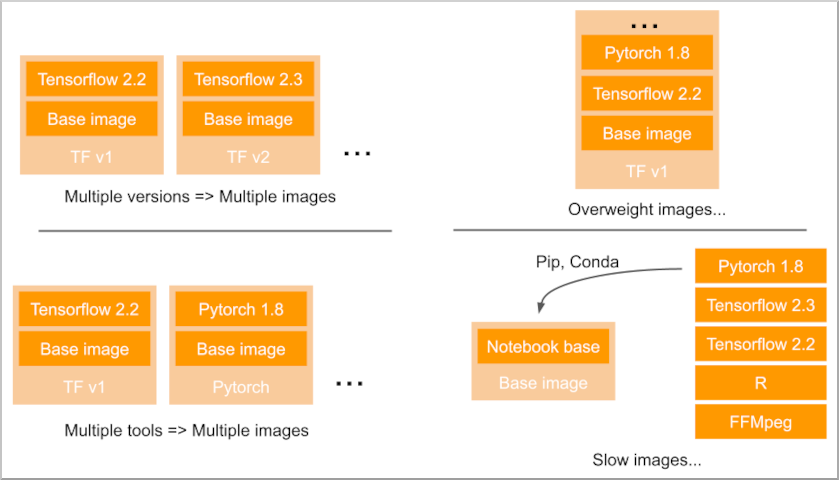 Tensorflow 2.2
Base image
TF v1
Tensorflow 2.3
Base image
TF v2
...
Multiple versions => Multiple images
...
Pytorch 1.8
Tensorflow 2.2
Base image
TF v1
Overweight images...
Tensorflow 2.2
Base image
TF v1
Pytorch 1.8
Base image
Pytorch
...
Multiple tools => Multiple images
Pip, Conda
Notebook base
Base image
Pytorch 1.8
Tensorflow 2.3
Tensorflow 2.2
R
FFMpeg
Slow images...